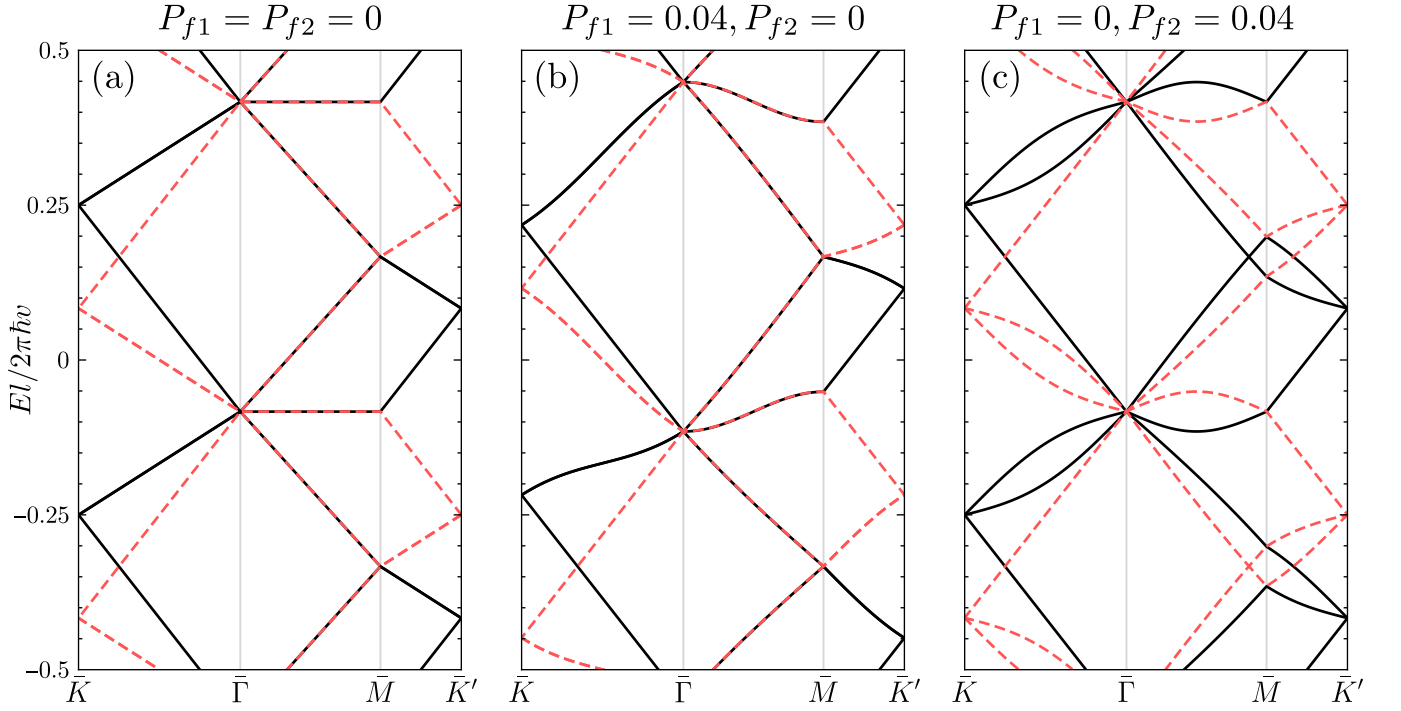 P_{f1} = P_{f2} = 0
P_{f1} = 0.04, P_{f2} = 0
P_{f1} = 0, P_{f2} = 0.04
(a)
(b)
(c)
El/2πħv
0.5
0.25
0
−0.25
−0.5
K̄ Γ̄ M̄ K̄′
K̄ Γ̄ M̄ K̄′
K̄ Γ̄ M̄ K̄′